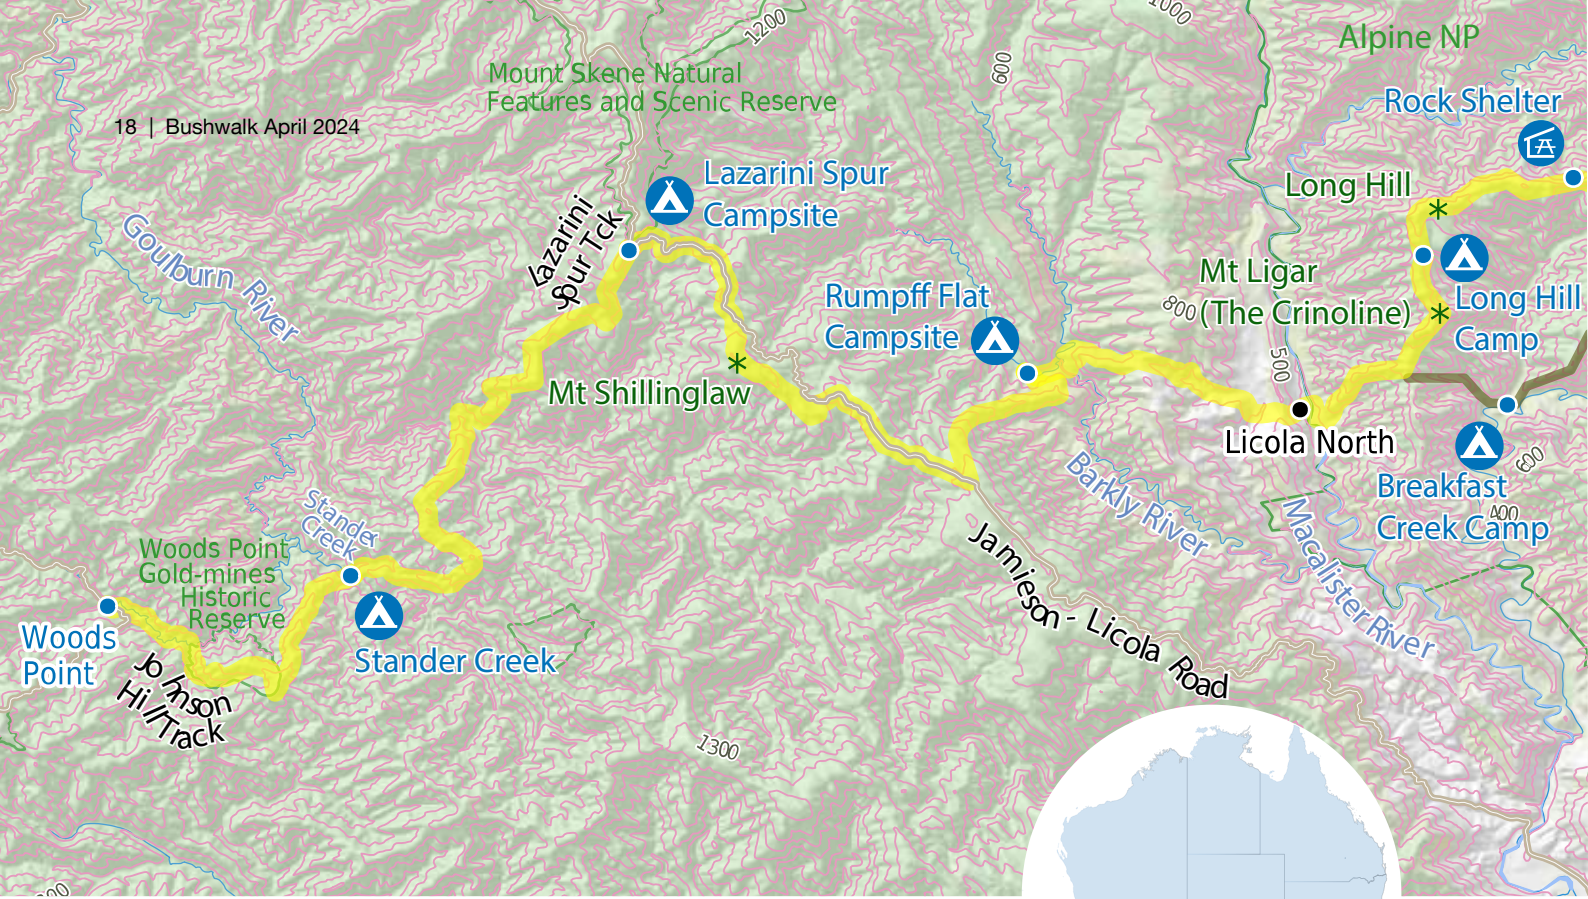 1200
1000
Alpine NP
600
Mount Skene Natural
Features and Scenic Reserve
Rock Shelter
18 | Bushwalk April 2024
Lazarini Spur
Campsite
Long Hill
Lazarini
Spur Tck
Goulburn River
Mt Ligar
(The Crinoline)
Rumpff Flat
Campsite
800
Long Hill
Camp
500
Mt Shillinglaw
Licola North
600
Barkly River
Breakfast
Creek Camp
400
Stander
Creek
Macalister River
Woods Point
Gold-mines
Historic
Reserve
Jamieson - Licola Road
Woods
Point
Stander Creek
Johnson
Hill Track
1300